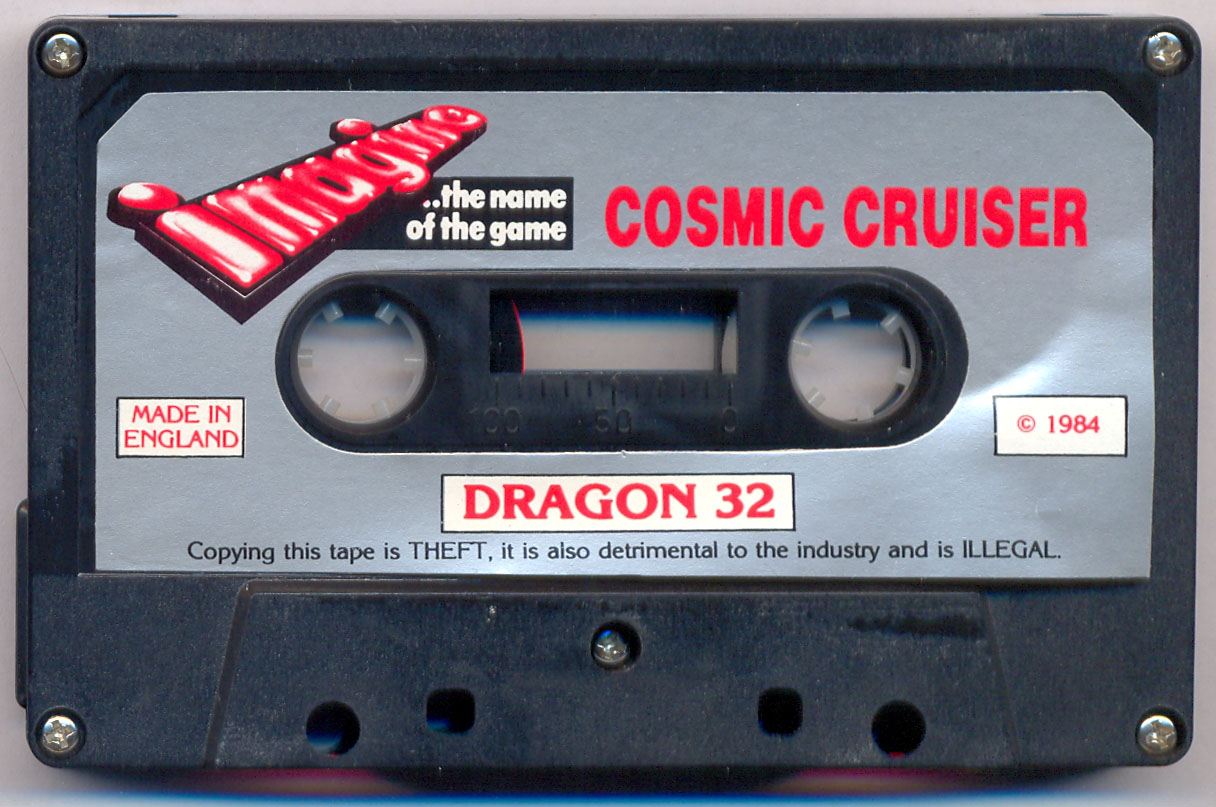 imagine
..the name
of the game
COSMIC CRUISER
100 50 0
MADE IN
ENGLAND
© 1984
DRAGON 32
Copying this tape is THEFT, it is also detrimental to the industry and is ILLEGAL.